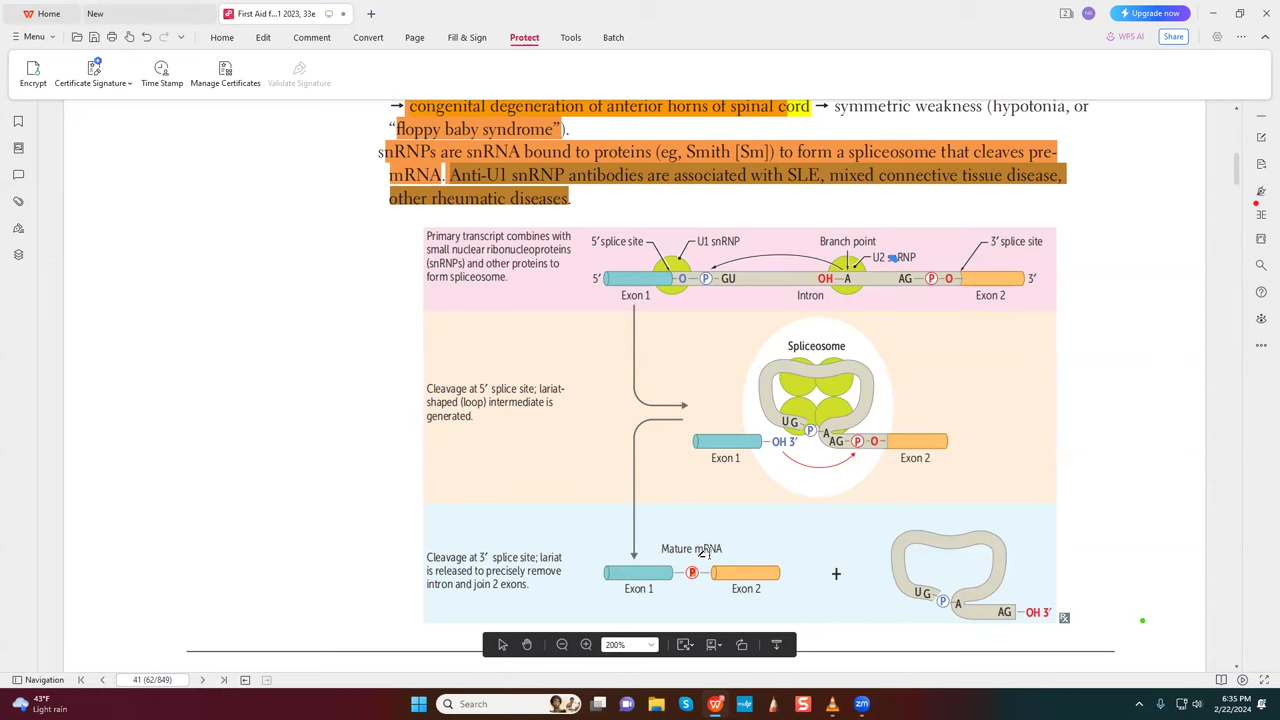 Home
New
First Aid f...1 2023, 33e
2
NE
Upgrade now
Menu
Home
Edit
Comment
Convert
Page
Fill & Sign
Protect
Tools
Batch
WPS AI
Share
Encrypt
Certificate Signature
Time Stamp
Manage Certificates
Validate Signature
→ congenital degeneration of anterior horns of spinal cord → symmetric weakness (hypotonia, or
“floppy baby syndrome”).
snRNPs are snRNA bound to proteins (eg, Smith [Sm]) to form a spliceosome that cleaves pre-
mRNA. Anti-U1 snRNP antibodies are associated with SLE, mixed connective tissue disease,
other rheumatic diseases.
Primary transcript combines with
small nuclear ribonucleoproteins
(snRNPs) and other proteins to
form spliceosome.
5′ splice site
U1 snRNP
Branch point
U2 snRNP
3′ splice site
5′
O
P
GU
OH
A
AG
P
O
3′
Exon 1
Intron
Exon 2
Spliceosome
Cleavage at 5′ splice site; lariat-
shaped (loop) intermediate is
generated.
UG
P
A
OH 3′
AG
P
O
Exon 1
Exon 2
Cleavage at 3′ splice site; lariat
is released to precisely remove
intron and join 2 exons.
Mature mRNA
P
Exon 1
Exon 2
+
UG
P
A
AG
OH 3′
Rx
200%
Navigation
41 (62/849)
43°F
Light rain
Search
6:35 PM
2/22/2024